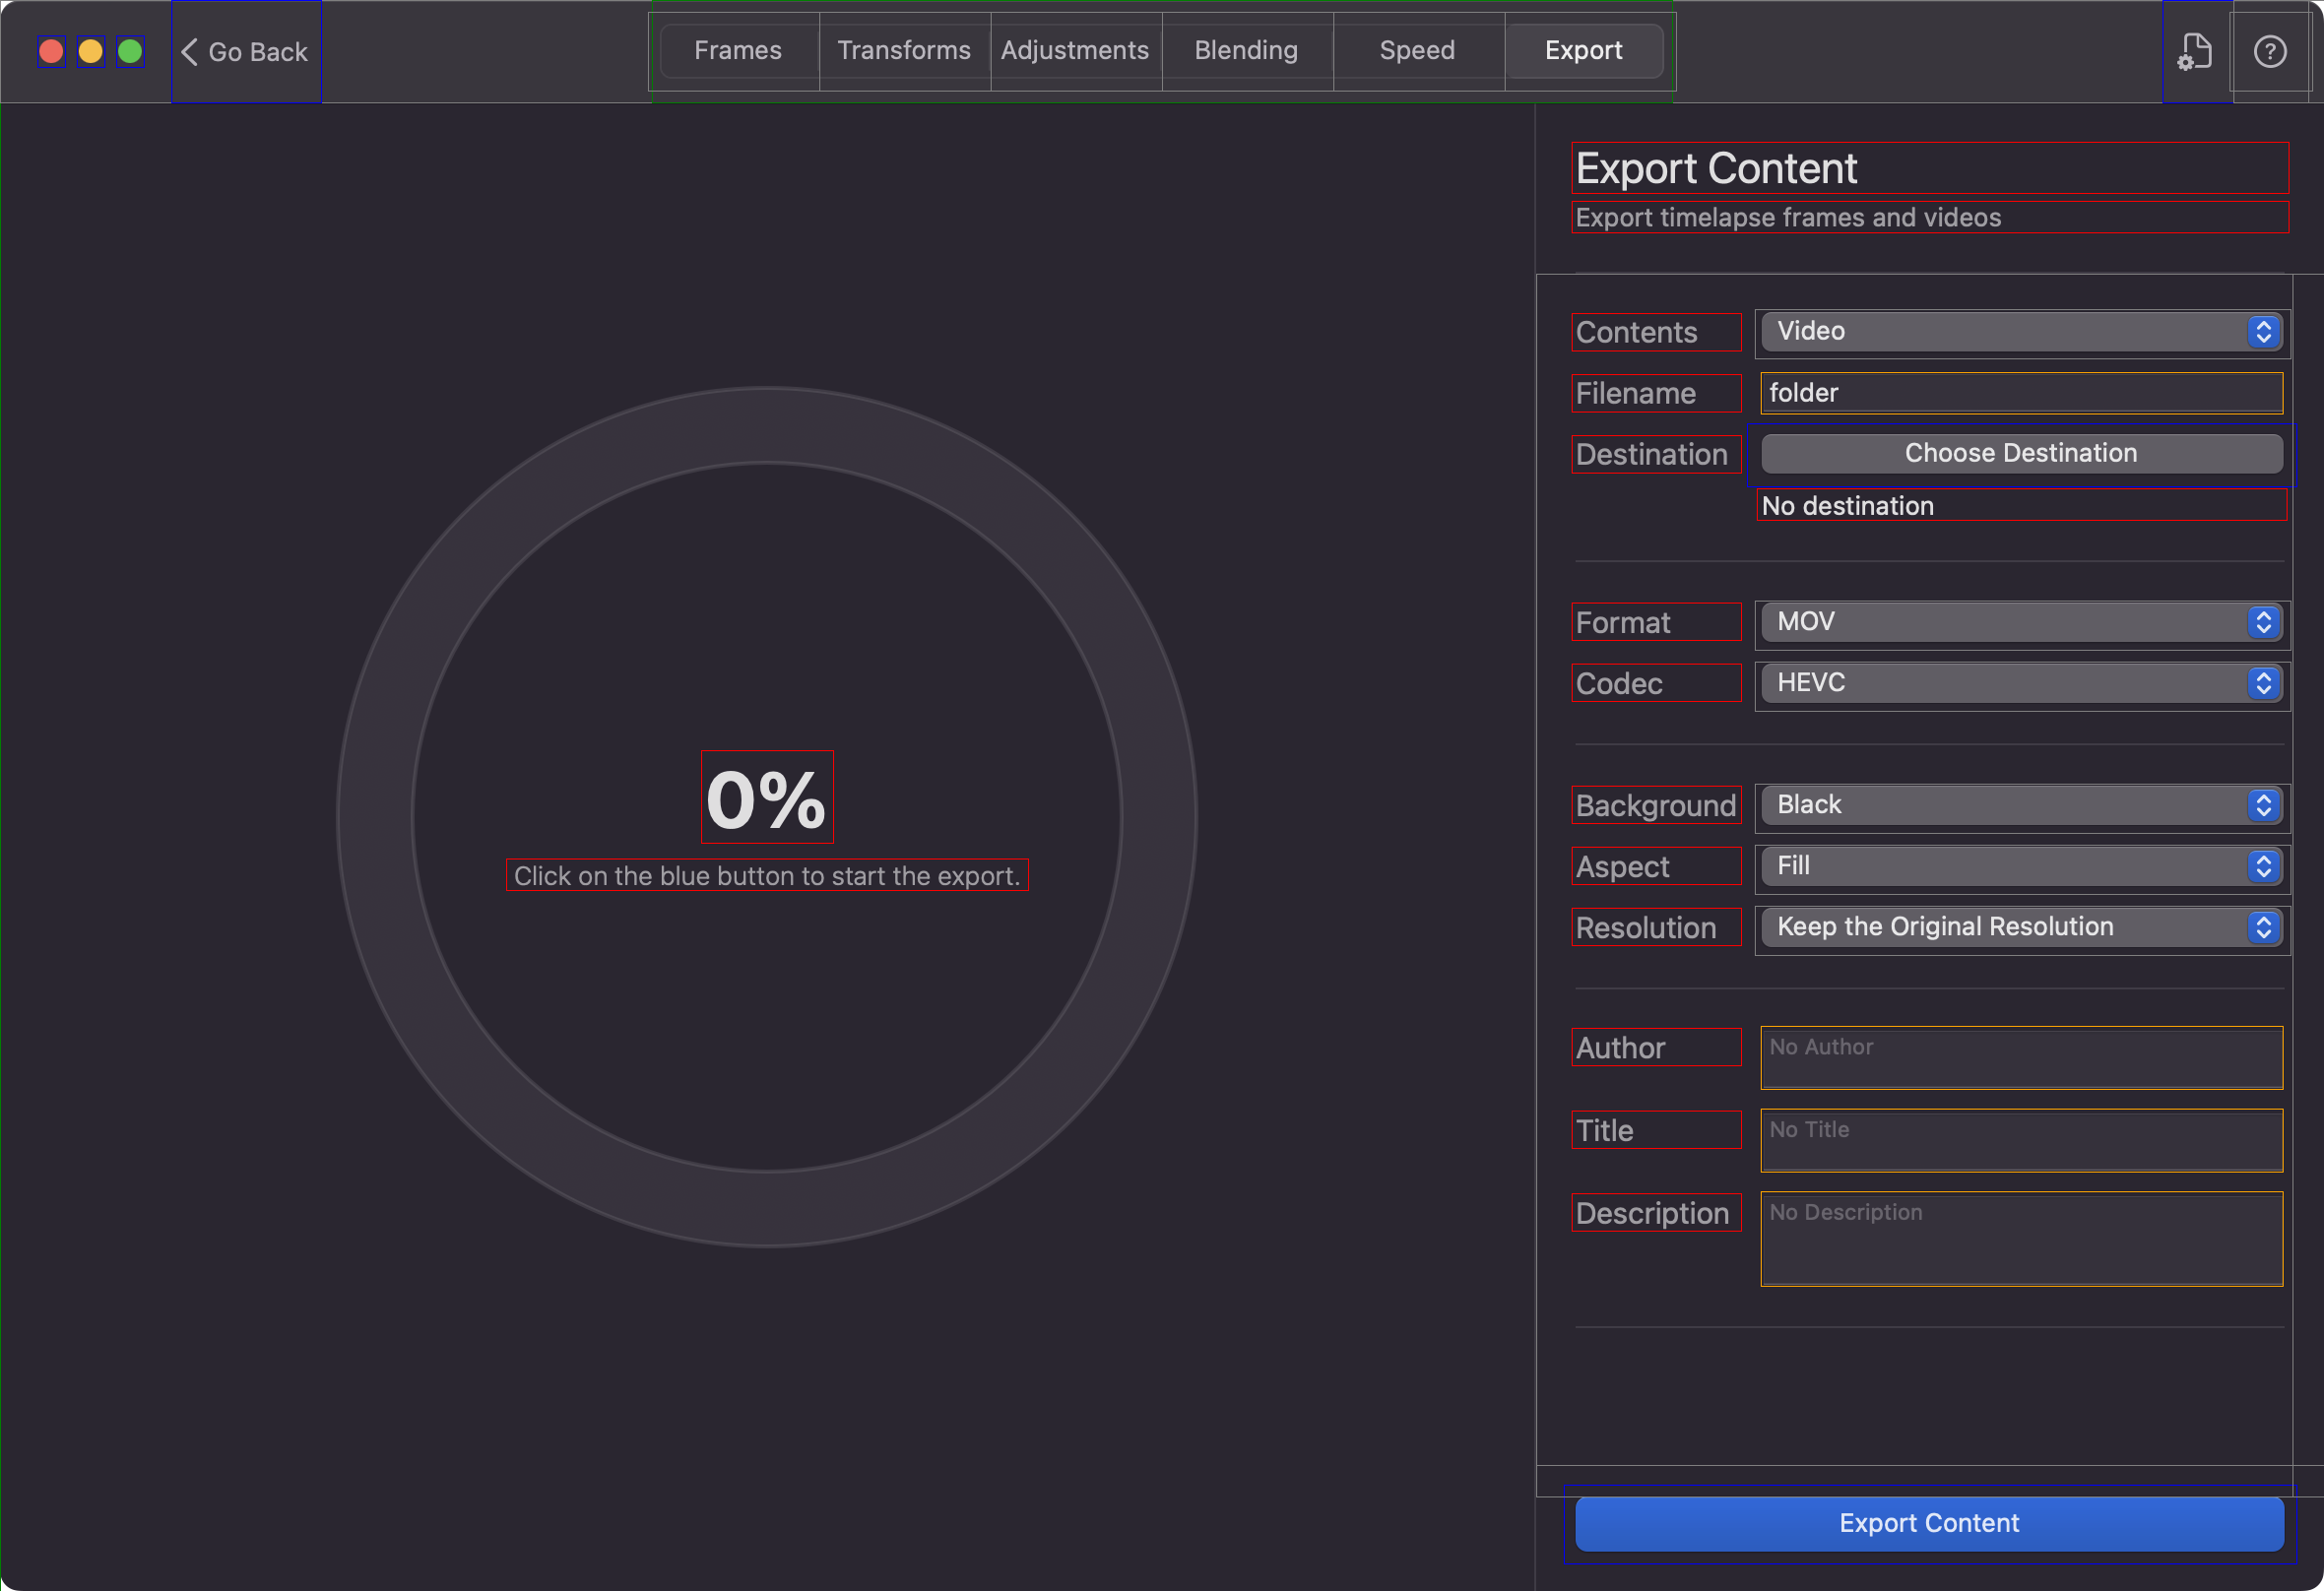 Go Back
Frames
Transforms
Adjustments
Blending
Speed
Export
?
Export Content
Export timelapse frames and videos
Contents
Video
Filename
folder
Destination
Choose Destination
No destination
Format
MOV
Codec
HEVC
0%
Click on the blue button to start the export.
Background
Black
Aspect
Fill
Resolution
Keep the Original Resolution
Author
No Author
Title
No Title
Description
No Description
Export Content